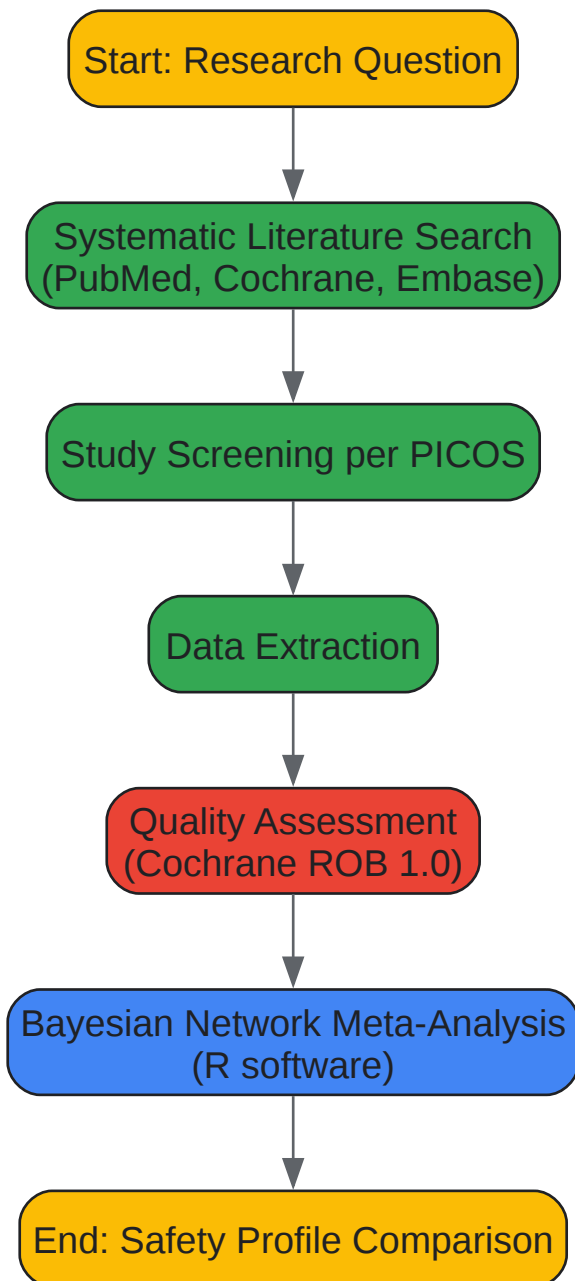 Start: Research Question
Systematic Literature Search
(PubMed, Cochrane, Embase)
Study Screening per PICOS
Data Extraction
Quality Assessment
(Cochrane ROB 1.0)
Bayesian Network Meta-Analysis
(R software)
End: Safety Profile Comparison